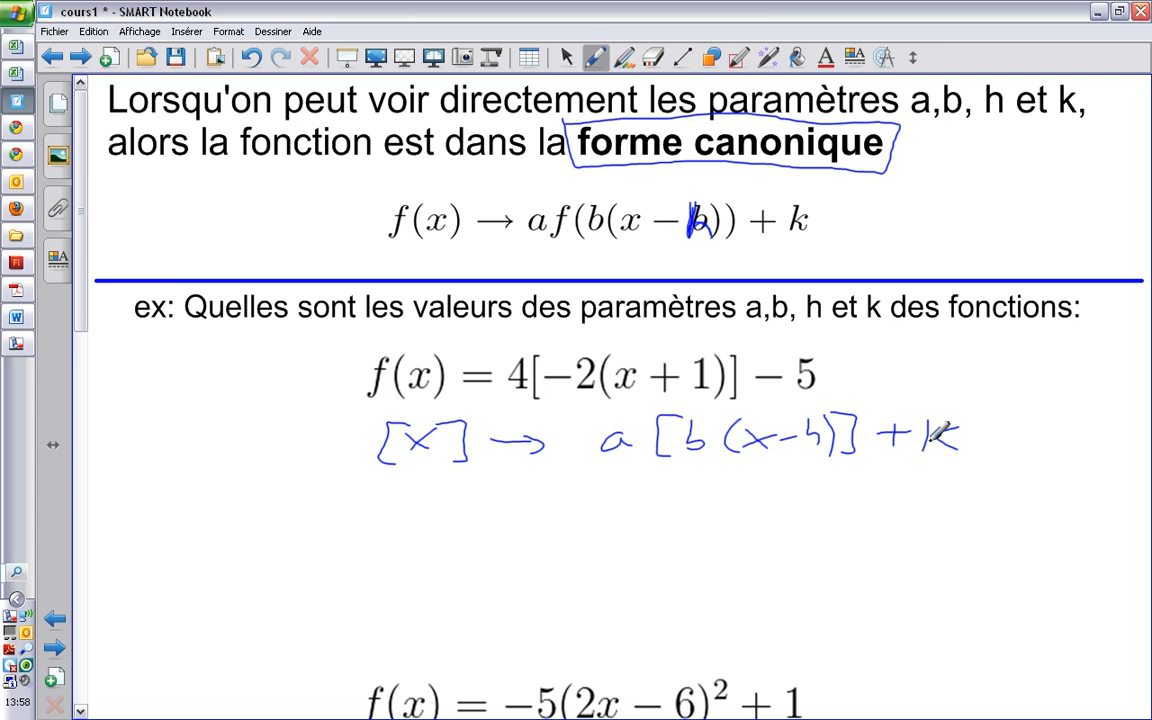 cours1 * - SMART Notebook
Fichier Edition Affichage Insérer Format Dessiner Aide
Lorsqu'on peut voir directement les paramètres a,b, h et k,
alors la fonction est dans la forme canonique
f(x) → af(b(x − h)) + k
ex: Quelles sont les valeurs des paramètres a,b, h et k des fonctions:
f(x) = 4[−2(x + 1)] − 5
[x] → a [b (x-h)] + k
f(x) = −5(2x − 6)² + 1
13:58